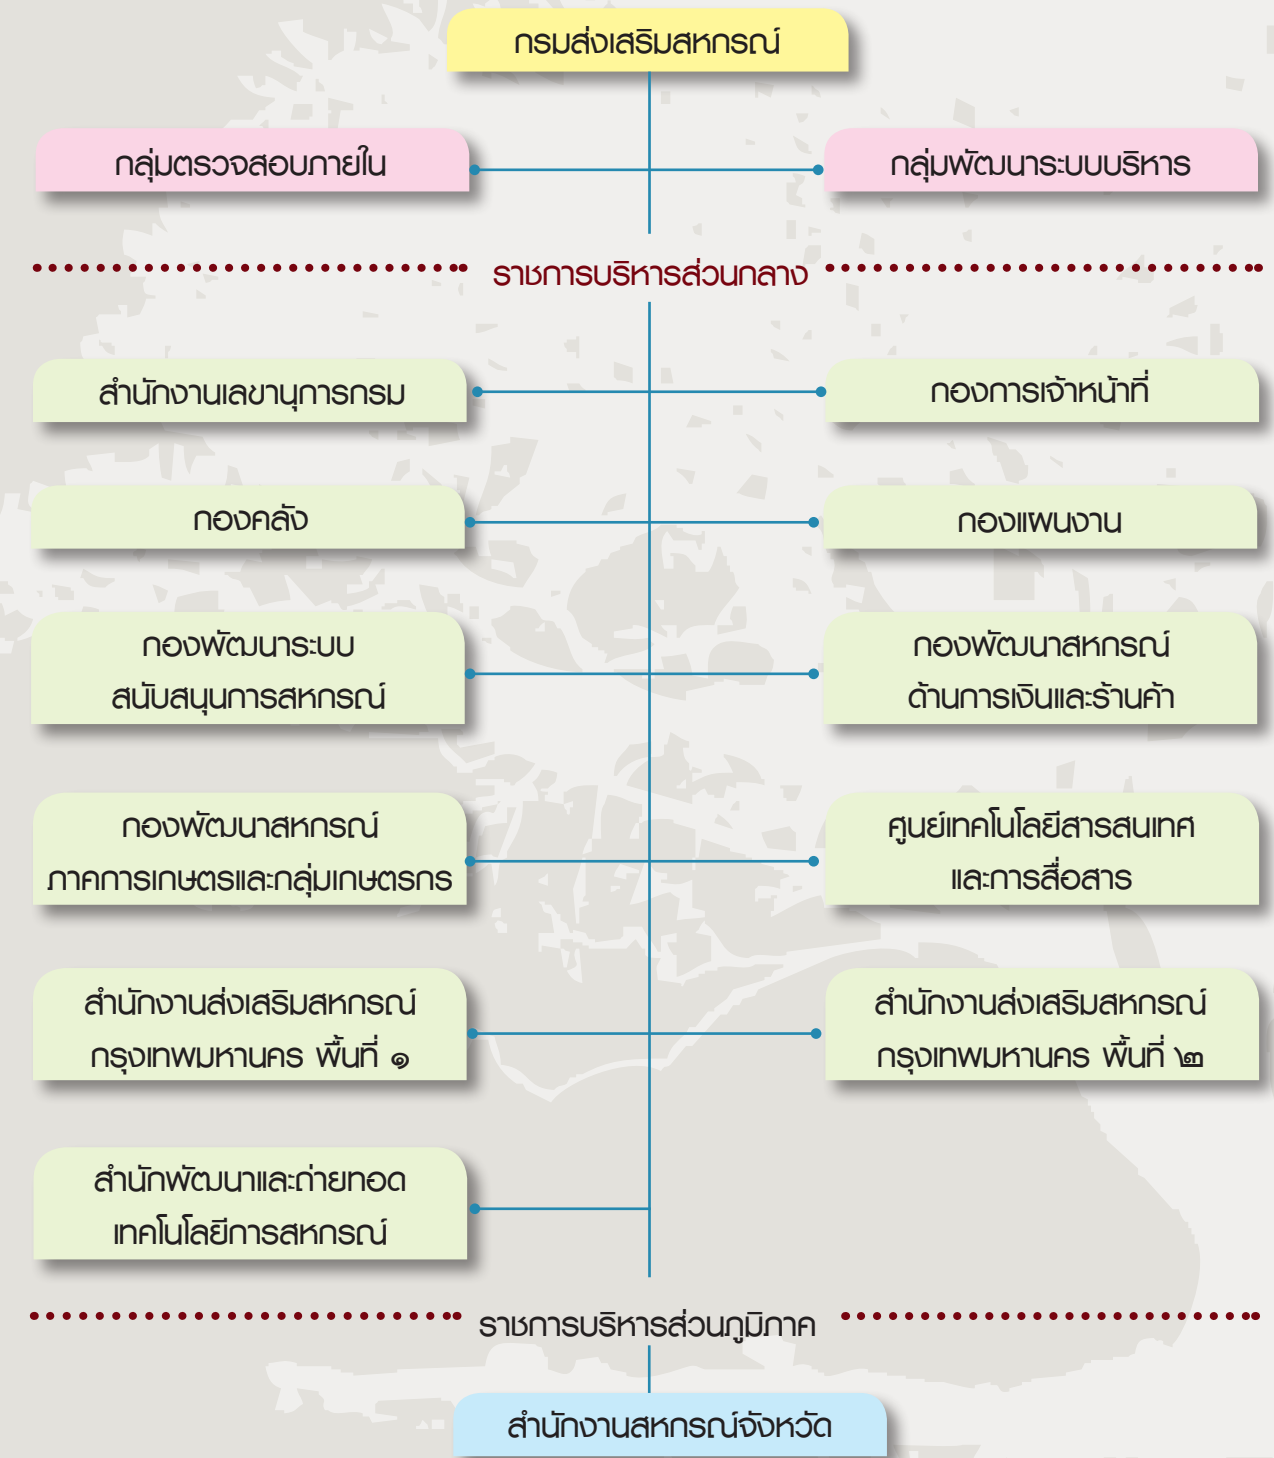 กรมส่งเสริมสหกรณ์
กลุ่มตรวจสอบภายใน
กลุ่มพัฒนาระบบบริหาร
ราชการบริหารส่วนกลาง
สำนักงานเลขานุการกรม
กองการเจ้าหน้าที่
กองคลัง
กองแผนงาน
กองพัฒนาระบบ
สนับสนุนการสหกรณ์
กองพัฒนาสหกรณ์
ด้านการเงินและร้านค้า
กองพัฒนาสหกรณ์
ภาคการเกษตรและกลุ่มเกษตรกร
ศูนย์เทคโนโลยีสารสนเทศ
และการสื่อสาร
สำนักงานส่งเสริมสหกรณ์
กรุงเทพมหานคร พื้นที่ ๑
สำนักงานส่งเสริมสหกรณ์
กรุงเทพมหานคร พื้นที่ ๒
สำนักพัฒนาและถ่ายทอด
เทคโนโลยีการสหกรณ์
ราชการบริหารส่วนภูมิภาค
สำนักงานสหกรณ์จังหวัด